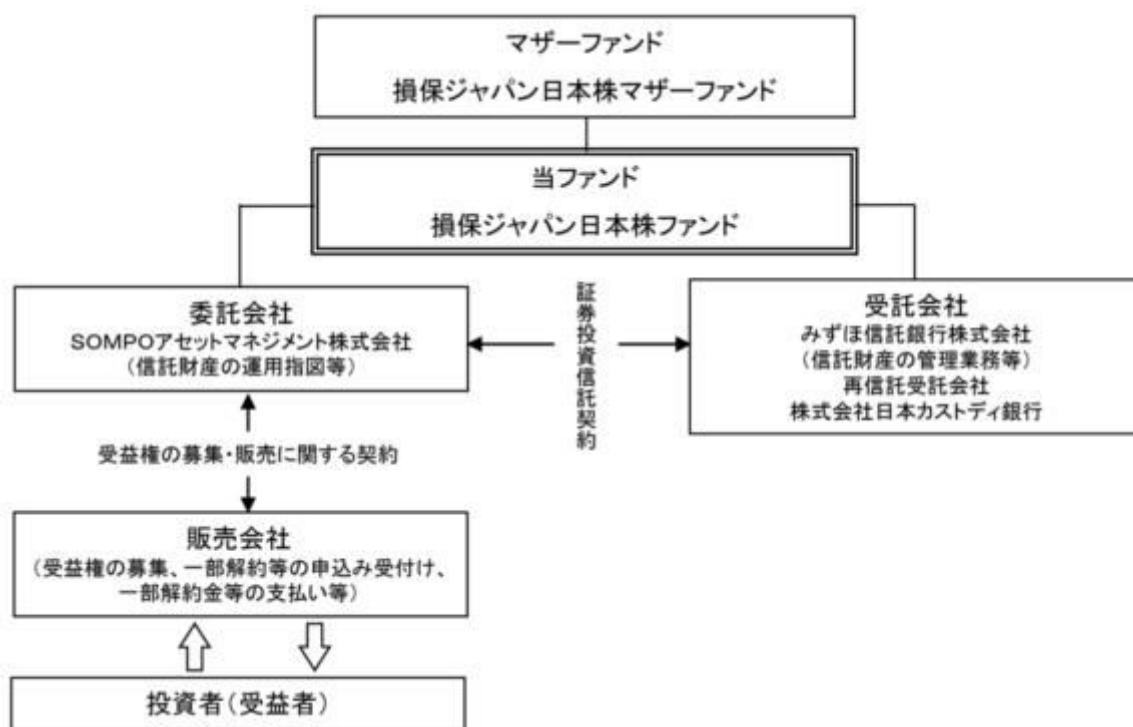 マザーファンド
損保ジャパン日本株マザーファンド
当ファンド
損保ジャパン日本株ファンド
委託会社
SOMPOアセットマネジメント株式会社
（信託財産の運用指図等）
証券投資信託契約
受託会社
みずほ信託銀行株式会社
（信託財産の管理業務等）
再信託受託会社
株式会社日本カストディ銀行
受益権の募集・販売に関する契約
販売会社
（受益権の募集、一部解約等の申込み受付け、
一部解約金等の支払い等）
投資者（受益者）